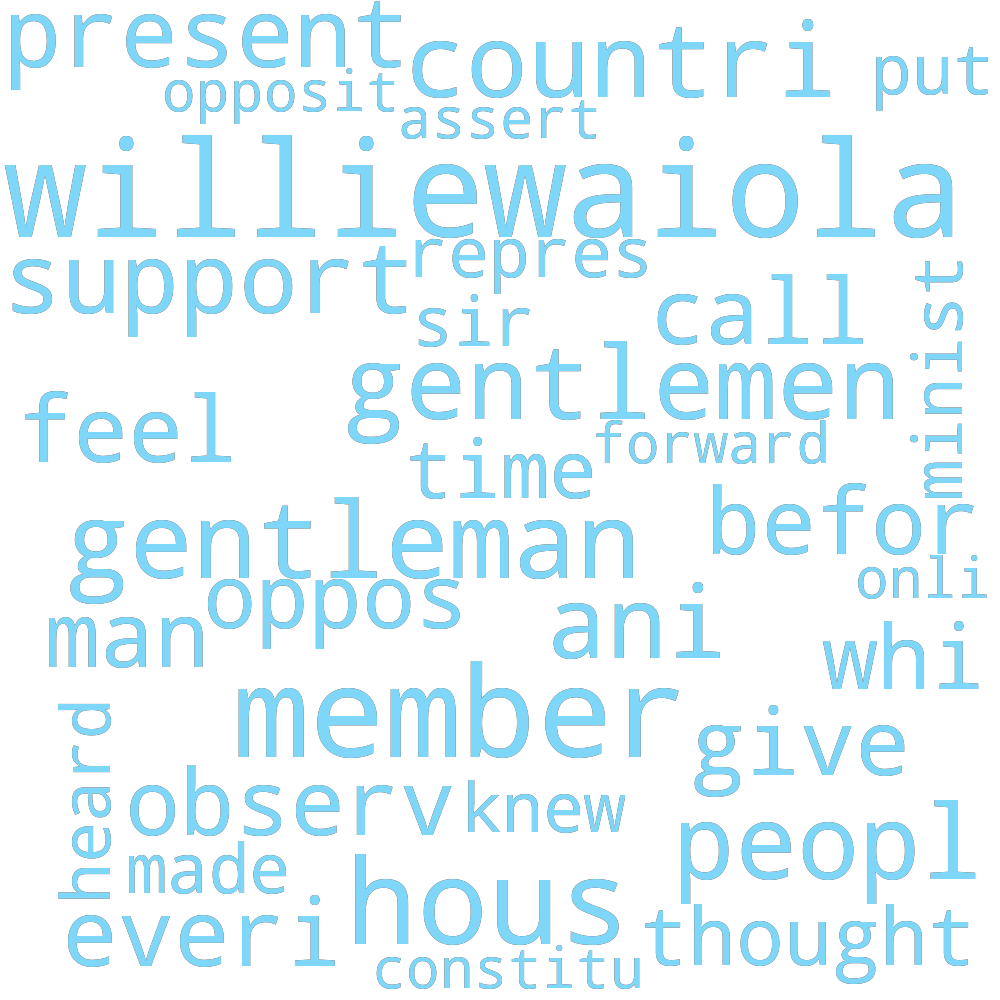 present
countri
put
opposit
assert
williewaiola
support
repres
minist
sir
call
gentlemen
feel
time
forward
gentleman
befor
onli
oppos
man
ani
whi
member
heard
give
observ
knew
peopl
made
hous
everi
thought
constitu